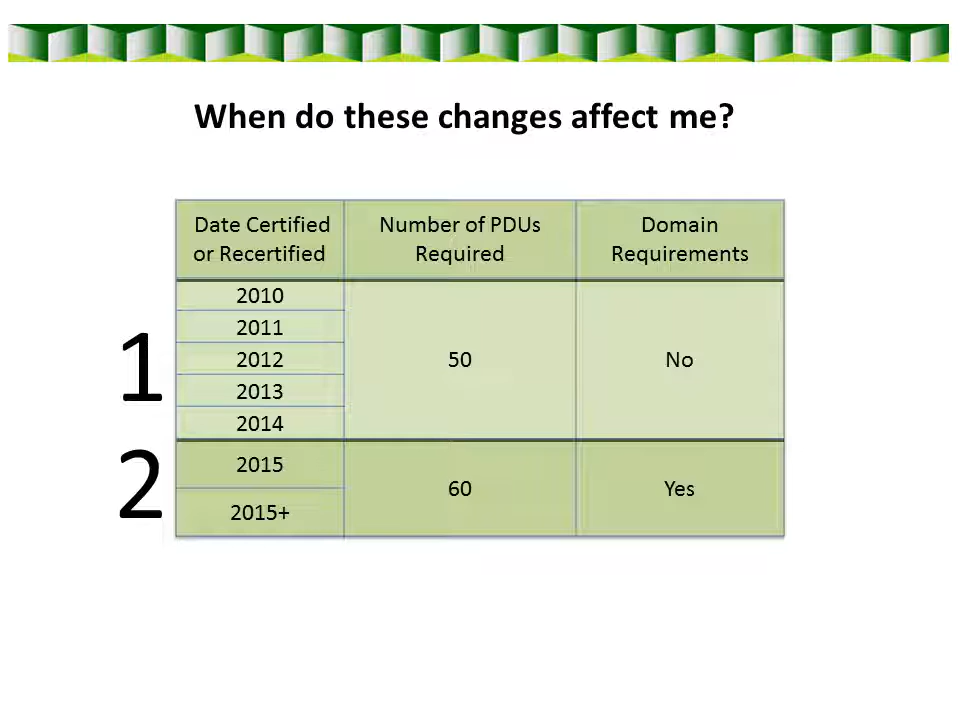 When do these changes affect me?
Date Certified
or Recertified
Number of PDUs
Required
Domain
Requirements
2010
2011
1
2012
50
No
2013
2014
2
2015
60
Yes
2015+